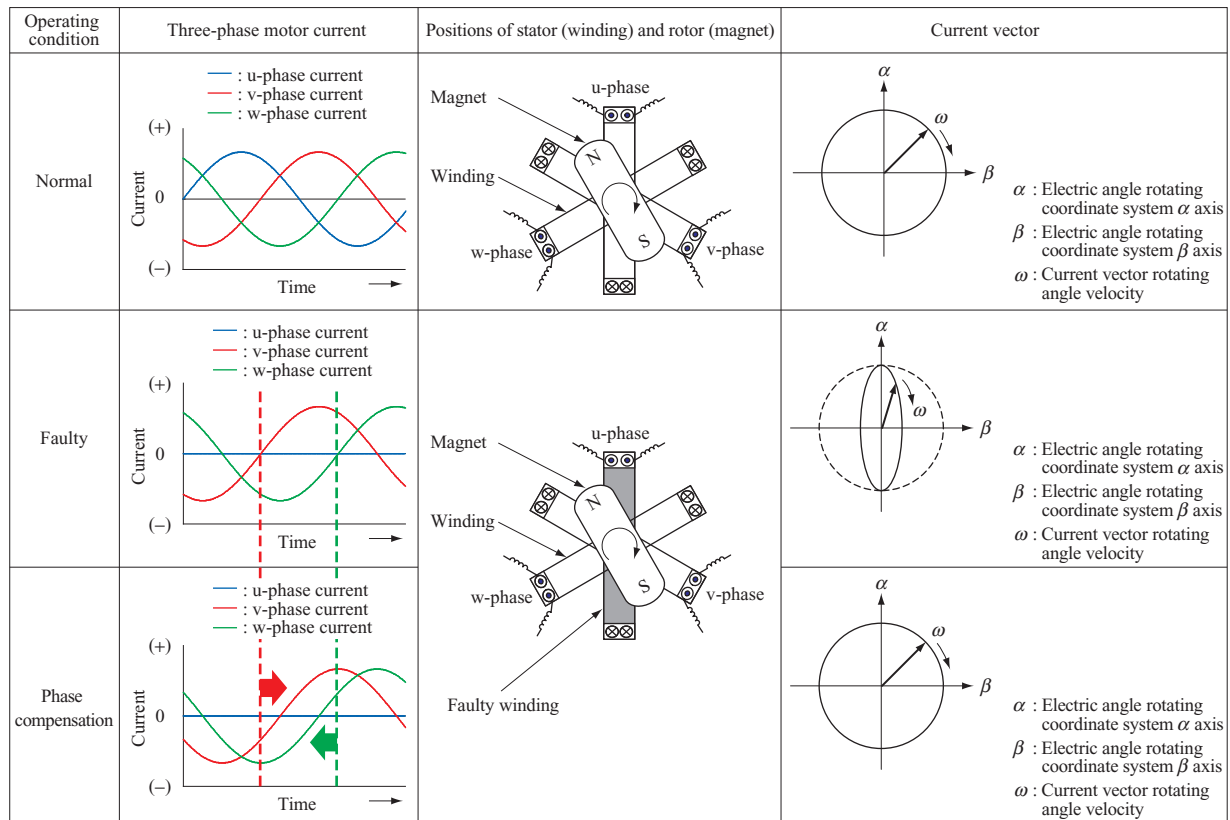 Operating
condition
Three-phase motor current
Positions of stator (winding) and rotor (magnet)
Current vector
Normal
: u-phase current
: v-phase current
: w-phase current
(+)
0
(−)
Current
Time
u-phase
Magnet
N
Winding
S
w-phase
v-phase
α
ω
β
α : Electric angle rotating
coordinate system α axis
β : Electric angle rotating
coordinate system β axis
ω : Current vector rotating
angle velocity
Faulty
: u-phase current
: v-phase current
: w-phase current
(+)
0
(−)
Current
Time
u-phase
Magnet
N
Winding
S
w-phase
v-phase
Faulty winding
α
ω
β
α : Electric angle rotating
coordinate system α axis
β : Electric angle rotating
coordinate system β axis
ω : Current vector rotating
angle velocity
Phase
compensation
: u-phase current
: v-phase current
: w-phase current
(+)
0
(−)
Current
Time
α
ω
β
α : Electric angle rotating
coordinate system α axis
β : Electric angle rotating
coordinate system β axis
ω : Current vector rotating
angle velocity